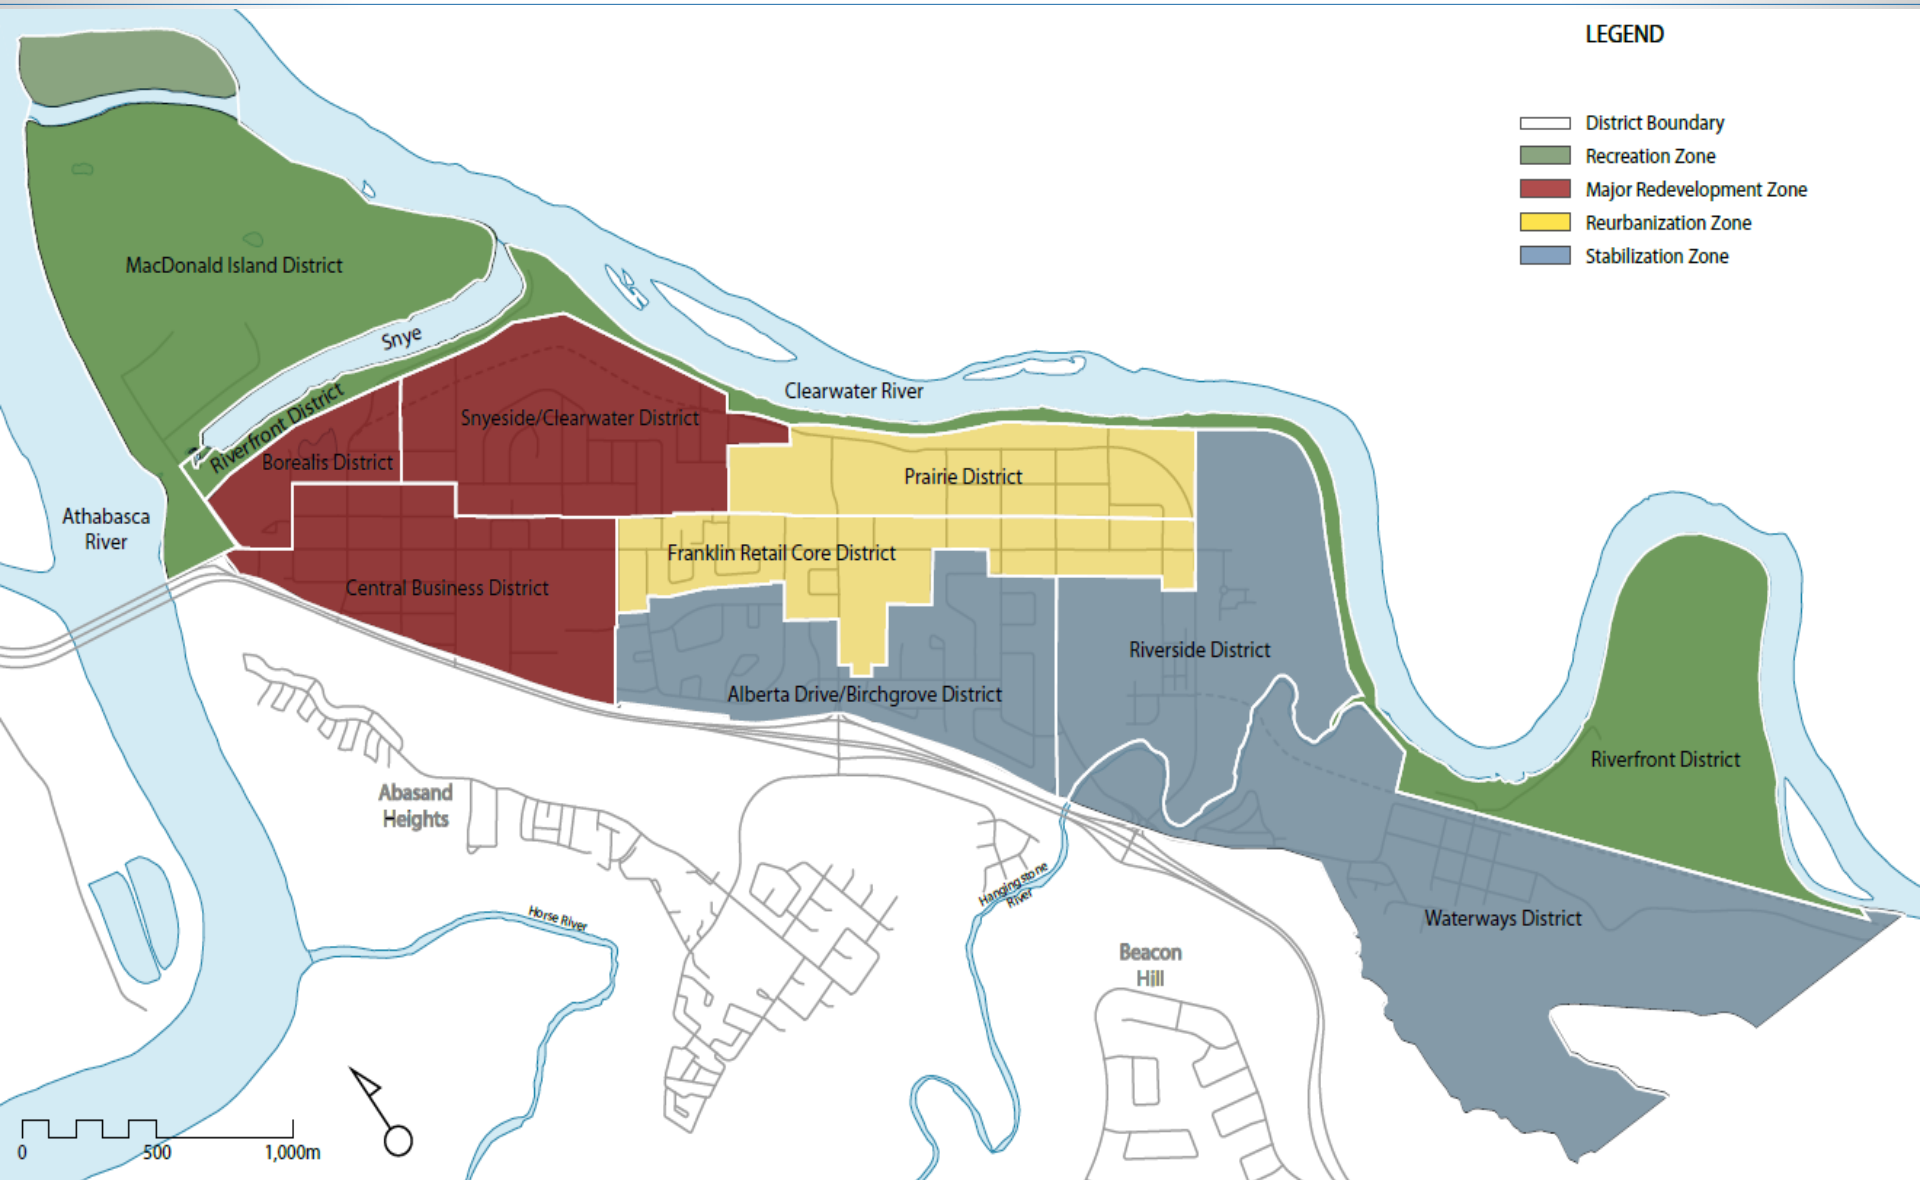 LEGEND
District Boundary
Recreation Zone
Major Redevelopment Zone
Reurbanization Zone
Stabilization Zone
MacDonald Island District
Snye
Riverfront District
Clearwater River
Snyeside/Clearwater District
Borealis District
Prairie District
Athabasca
River
Franklin Retail Core District
Central Business District
Riverside District
Alberta Drive/Birchgrove District
Riverfront District
Abasand
Heights
Hangingstone
River
Horse River
Waterways District
Beacon
Hill
0
500
1,000m